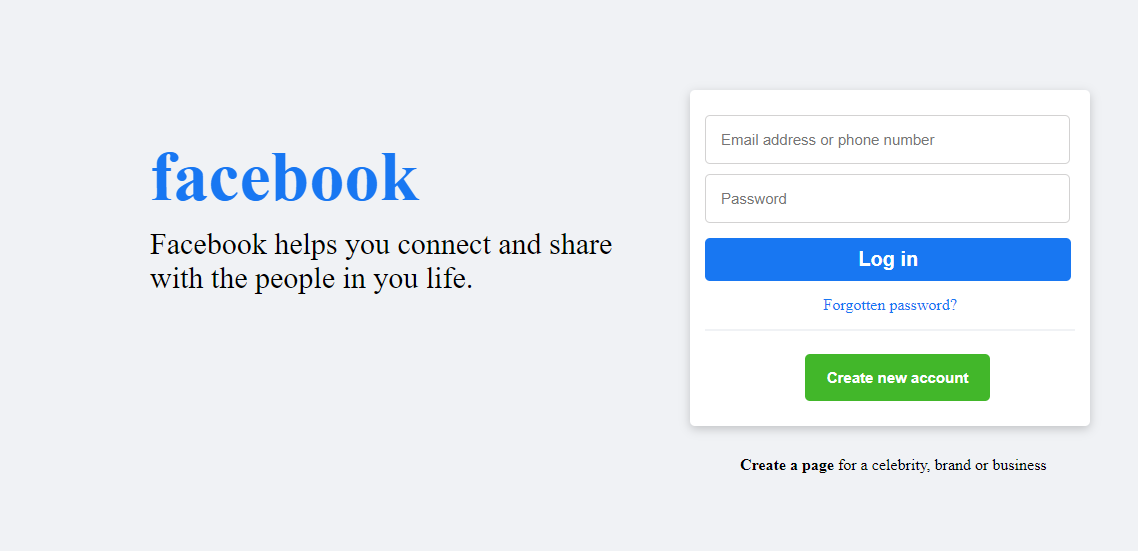 facebook
Facebook helps you connect and share
with the people in you life.
Email address or phone number
Password
Log in
Forgotten password?
Create new account
Create a page for a celebrity, brand or business